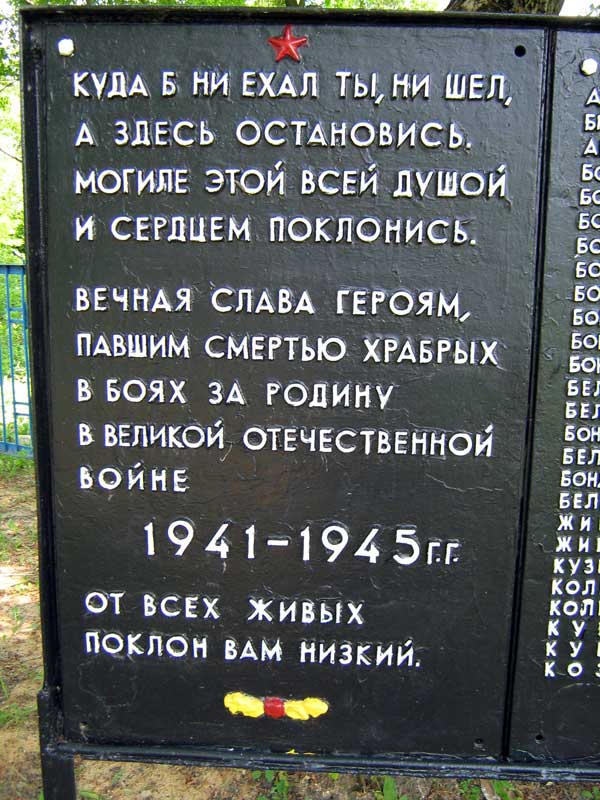 КУДА Б НИ ЕХАЛ ТЫ, НИ ШЕЛ,
А ЗДЕСЬ ОСТАНОВИСЬ.
МОГИЛЕ ЭТОЙ ВСЕЙ ДУШОЙ
И СЕРДЦЕМ ПОКЛОНИСЬ.
ВЕЧНАЯ СЛАВА ГЕРОЯМ,
ПАВШИМ СМЕРТЬЮ ХРАБРЫХ
В БОЯХ ЗА РОДИНУ
В ВЕЛИКОЙ ОТЕЧЕСТВЕННОЙ
ВОЙНЕ
1941-1945г.г.
ОТ ВСЕХ ЖИВЫХ
ПОКЛОН ВАМ НИЗКИЙ.